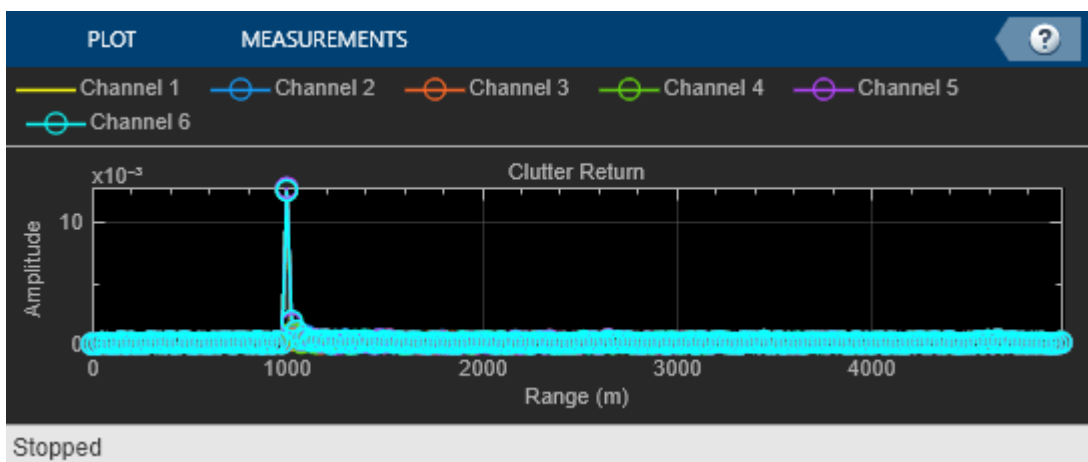 PLOT MEASUREMENTS ?
Channel 1 Channel 2 Channel 3 Channel 4 Channel 5
Channel 6
x10⁻³ Clutter Return
10
Amplitude
0
0 1000 2000 3000 4000
Range (m)
Stopped